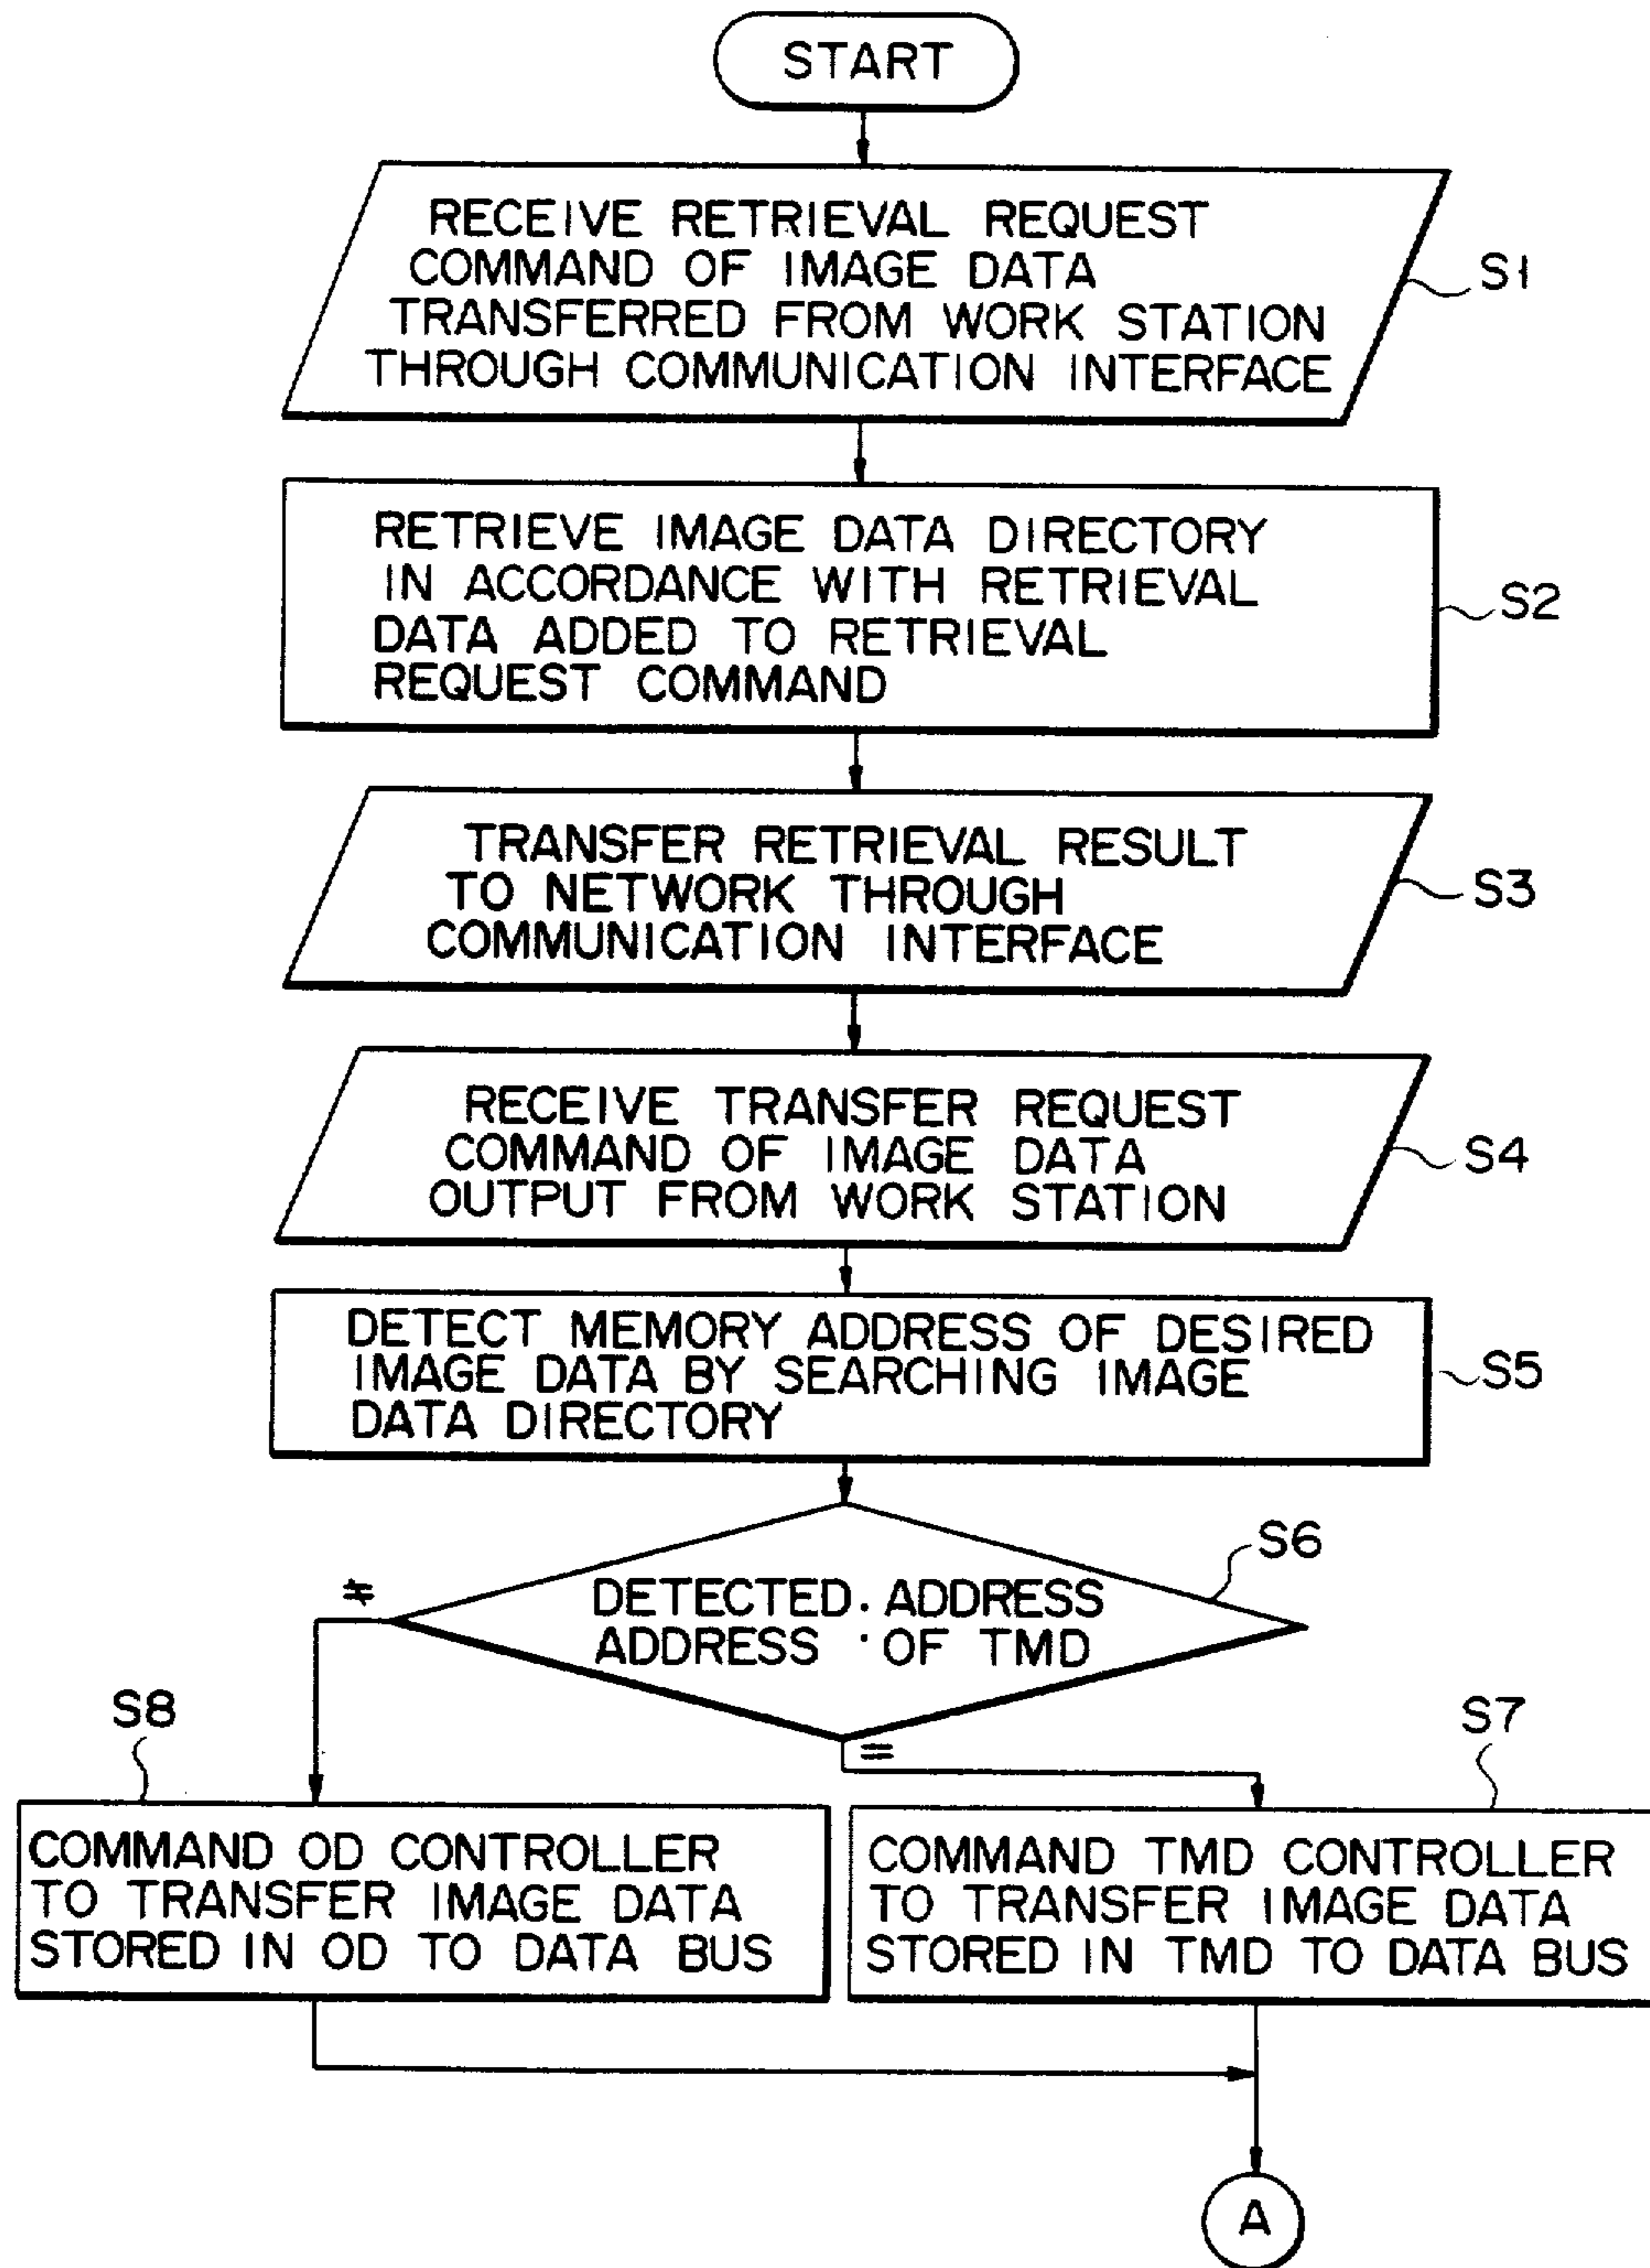 START
RECEIVE RETRIEVAL REQUEST
COMMAND OF IMAGE DATA
TRANSFERRED FROM WORK STATION
THROUGH COMMUNICATION INTERFACE
S1
RETRIEVE IMAGE DATA DIRECTORY
IN ACCORDANCE WITH RETRIEVAL
DATA ADDED TO RETRIEVAL
REQUEST COMMAND
S2
TRANSFER RETRIEVAL RESULT
TO NETWORK THROUGH
COMMUNICATION INTERFACE
S3
RECEIVE TRANSFER REQUEST
COMMAND OF IMAGE DATA
OUTPUT FROM WORK STATION
S4
DETECT MEMORY ADDRESS OF DESIRED
IMAGE DATA BY SEARCHING IMAGE
DATA DIRECTORY
S5
S6
DETECTED : ADDRESS
ADDRESS OF TMD
≠
=
S8
COMMAND OD CONTROLLER
TO TRANSFER IMAGE DATA
STORED IN OD TO DATA BUS
S7
COMMAND TMD CONTROLLER
TO TRANSFER IMAGE DATA
STORED IN TMD TO DATA BUS
A